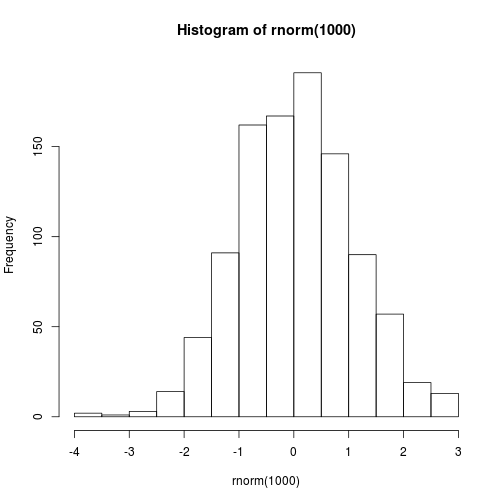 Histogram of rnorm(1000)
Frequency
150
100
50
0
-4 -3 -2 -1 0 1 2 3
rnorm(1000)